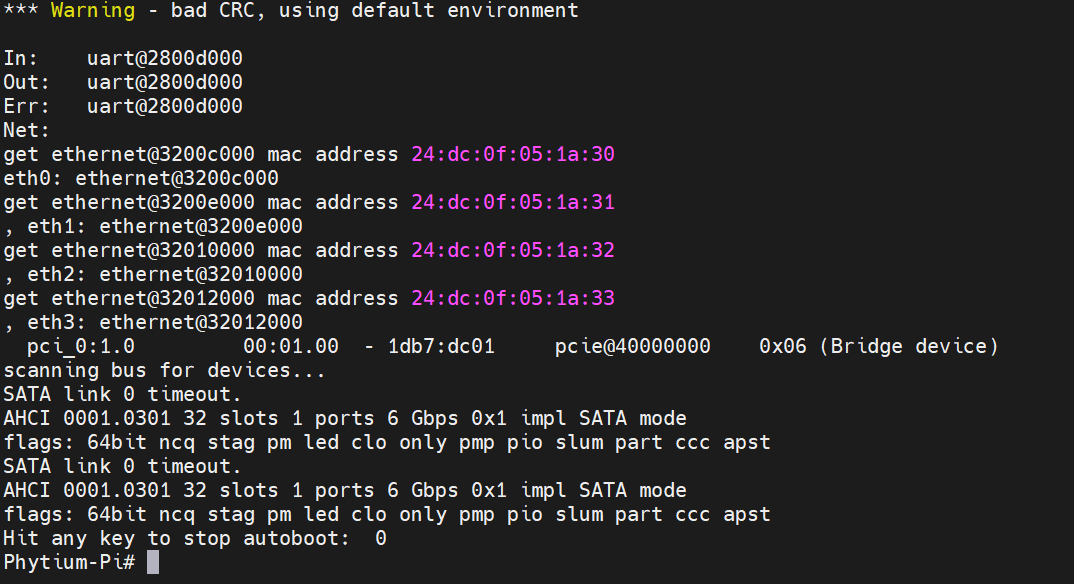 *** Warning - bad CRC, using default environment
In:    uart@2800d000
Out:   uart@2800d000
Err:   uart@2800d000
Net:
get ethernet@3200c000 mac address 24:dc:0f:05:1a:30
eth0: ethernet@3200c000
get ethernet@3200e000 mac address 24:dc:0f:05:1a:31
, eth1: ethernet@3200e000
get ethernet@32010000 mac address 24:dc:0f:05:1a:32
, eth2: ethernet@32010000
get ethernet@32012000 mac address 24:dc:0f:05:1a:33
, eth3: ethernet@32012000
  pci_0:1.0         00:01.00  - 1db7:dc01     pcie@40000000    0x06 (Bridge device)
scanning bus for devices...
SATA link 0 timeout.
AHCI 0001.0301 32 slots 1 ports 6 Gbps 0x1 impl SATA mode
flags: 64bit ncq stag pm led clo only pmp pio slum part ccc apst
SATA link 0 timeout.
AHCI 0001.0301 32 slots 1 ports 6 Gbps 0x1 impl SATA mode
flags: 64bit ncq stag pm led clo only pmp pio slum part ccc apst
Hit any key to stop autoboot:  0
Phytium-Pi#